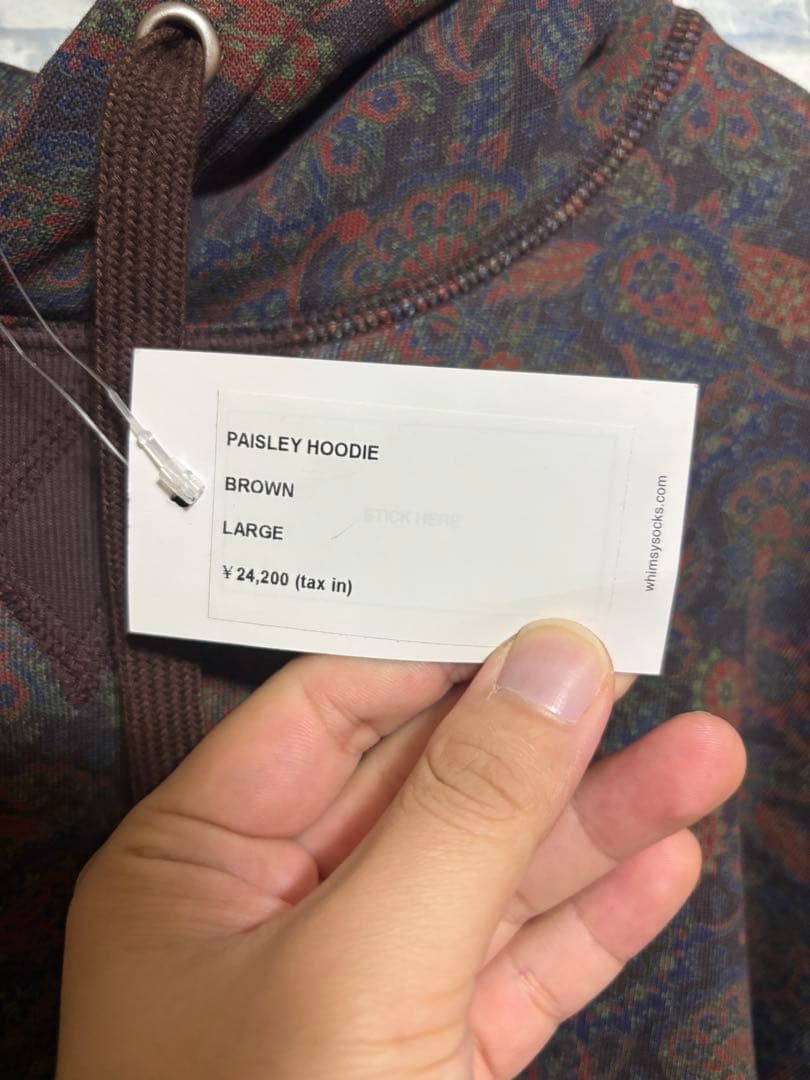 PAISLEY HOODIE
BROWN
STICK HERE
LARGE
¥24,200 (tax in)
whimsysocks.com